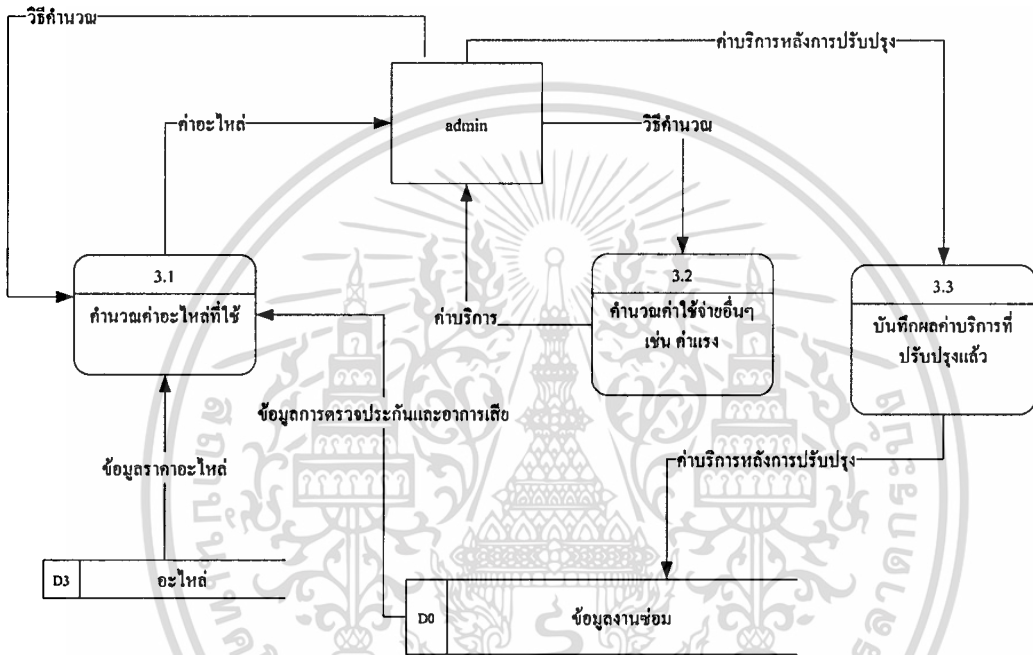 วิธีคำนวณ
ค่าบริการหลังการปรับปรุง
ค่าอะไหล่
admin
วิธีคำนวณ
3.1
คำนวณค่าอะไหล่ที่ใช้
3.2
คำนวณค่าใช้จ่ายอื่นๆ
เช่น ค่าแรง
3.3
บันทึกผลค่าบริการที่
ปรับปรุงแล้ว
ค่าบริการ
ข้อมูลการตรวจประกันและอาการเสีย
ข้อมูลราคาอะไหล่
ค่าบริการหลังการปรับปรุง
D3
อะไหล่
D0
ข้อมูลงานซ่อม